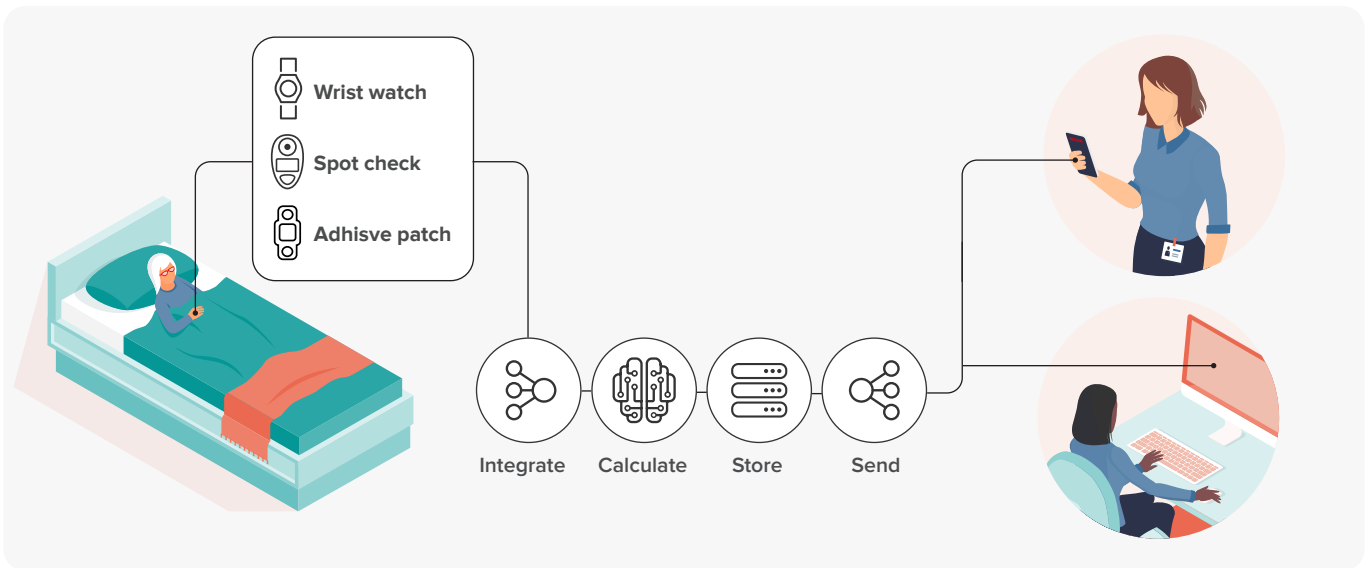 Wrist watch
Spot check
Adhisve patch
Integrate
Calculate
Store
Send